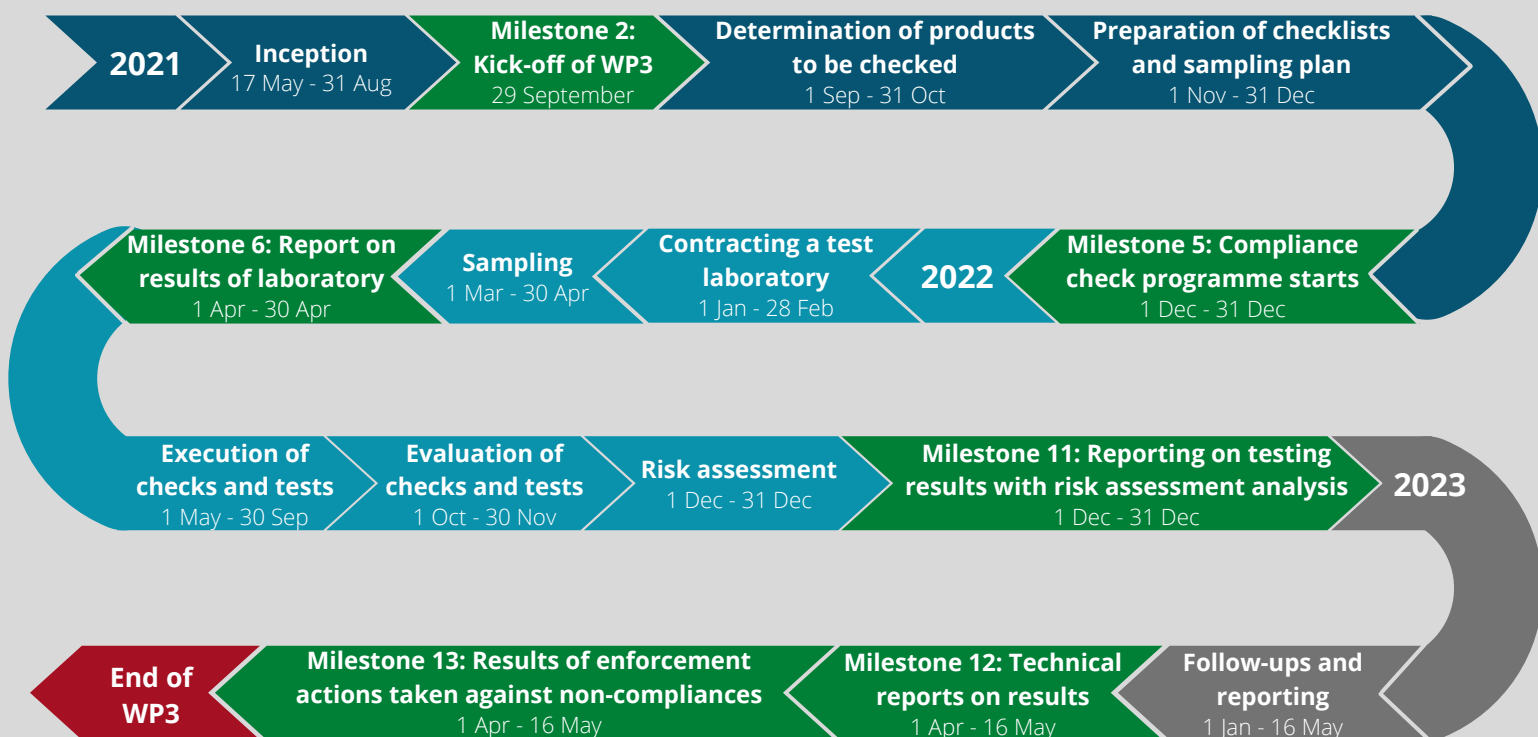 2021
Inception
17 May - 31 Aug
Milestone 2:
Kick-off of WP3
29 September
Determination of products
to be checked
1 Sep - 31 Oct
Preparation of checklists
and sampling plan
1 Nov - 31 Dec
Milestone 5: Compliance
check programme starts
1 Dec - 31 Dec
2022
Contracting a test
laboratory
1 Jan - 28 Feb
Sampling
1 Mar - 30 Apr
Milestone 6: Report on
results of laboratory
1 Apr - 30 Apr
Execution of
checks and tests
1 May - 30 Sep
Evaluation of
checks and tests
1 Oct - 30 Nov
Risk assessment
1 Dec - 31 Dec
Milestone 11: Reporting on testing
results with risk assessment analysis
1 Dec - 31 Dec
2023
Follow-ups and
reporting
1 Jan - 16 May
Milestone 12: Technical
reports on results
1 Apr - 16 May
Milestone 13: Results of enforcement
actions taken against non-compliances
1 Apr - 16 May
End of
WP3